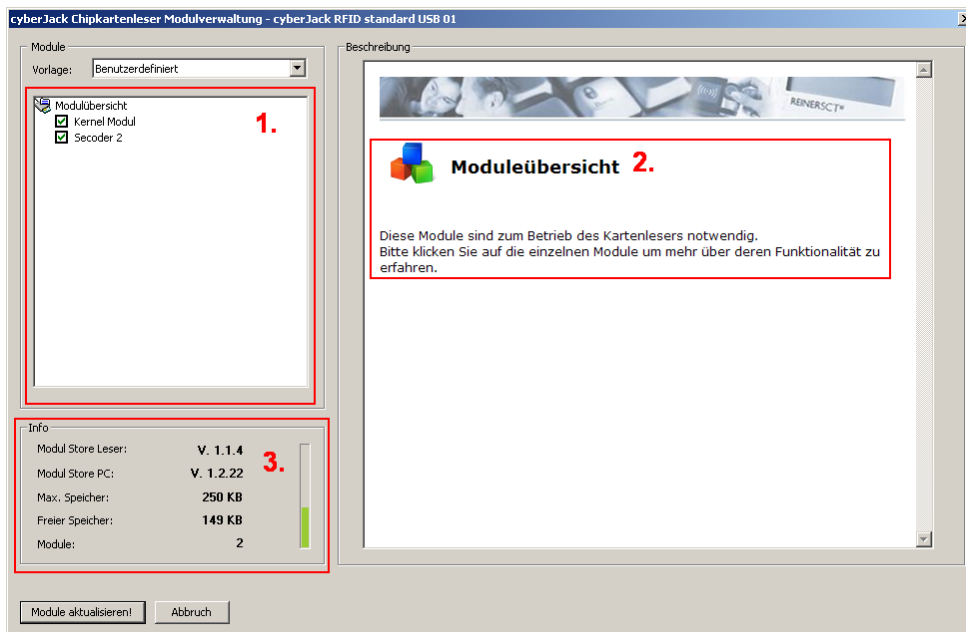 cyberJack Chipkartenleser Modulverwaltung - cyberJack RFID standard USB 01
Module
Vorlage: Benutzerdefiniert
Modulübersicht
Kernel Modul
Secoder 2
1.
Info
Modul Store Leser: V. 1.1.4
Modul Store PC: V. 1.2.22
Max. Speicher: 250 KB
Freier Speicher: 149 KB
Module: 2
3.
Beschreibung
REINERSCT
Moduleübersicht 2.
Diese Module sind zum Betrieb des Kartenlesers notwendig.
Bitte klicken Sie auf die einzelnen Module um mehr über deren Funktionalität zu
erfahren.
Module aktualisieren! Abbruch